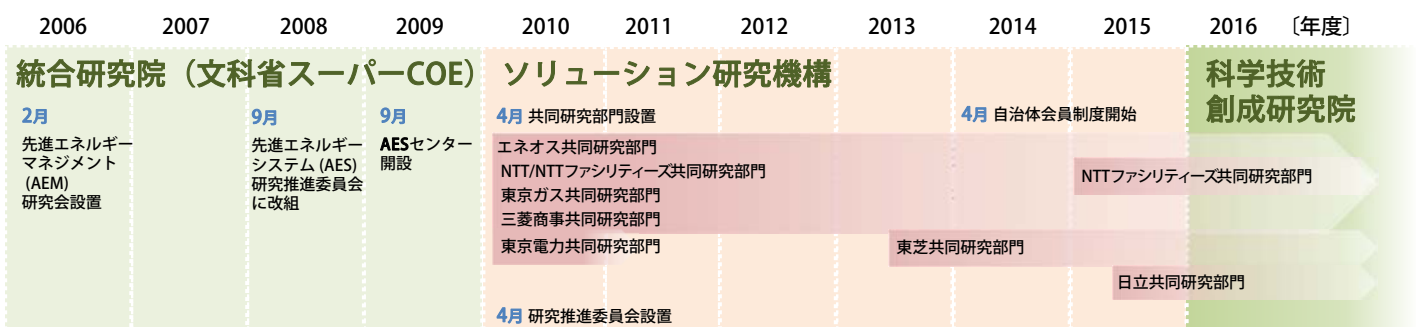 2006 2007 2008 2009 2010 2011 2012 2013 2014 2015 2016 〔年度〕
統合研究院（文科省スーパーCOE）
2月
先進エネルギー
マネジメント
(AEM)
研究会設置
9月
先進エネルギー
システム (AES)
研究推進委員会
に改組
9月
AESセンター
開設
ソリューション研究機構
4月 共同研究部門設置
エネオス共同研究部門
NTT/NTTファシリティーズ共同研究部門
東京ガス共同研究部門
三菱商事共同研究部門
東京電力共同研究部門
4月 研究推進委員会設置
4月 自治体会員制度開始
NTTファシリティーズ共同研究部門
東芝共同研究部門
日立共同研究部門
科学技術
創成研究院